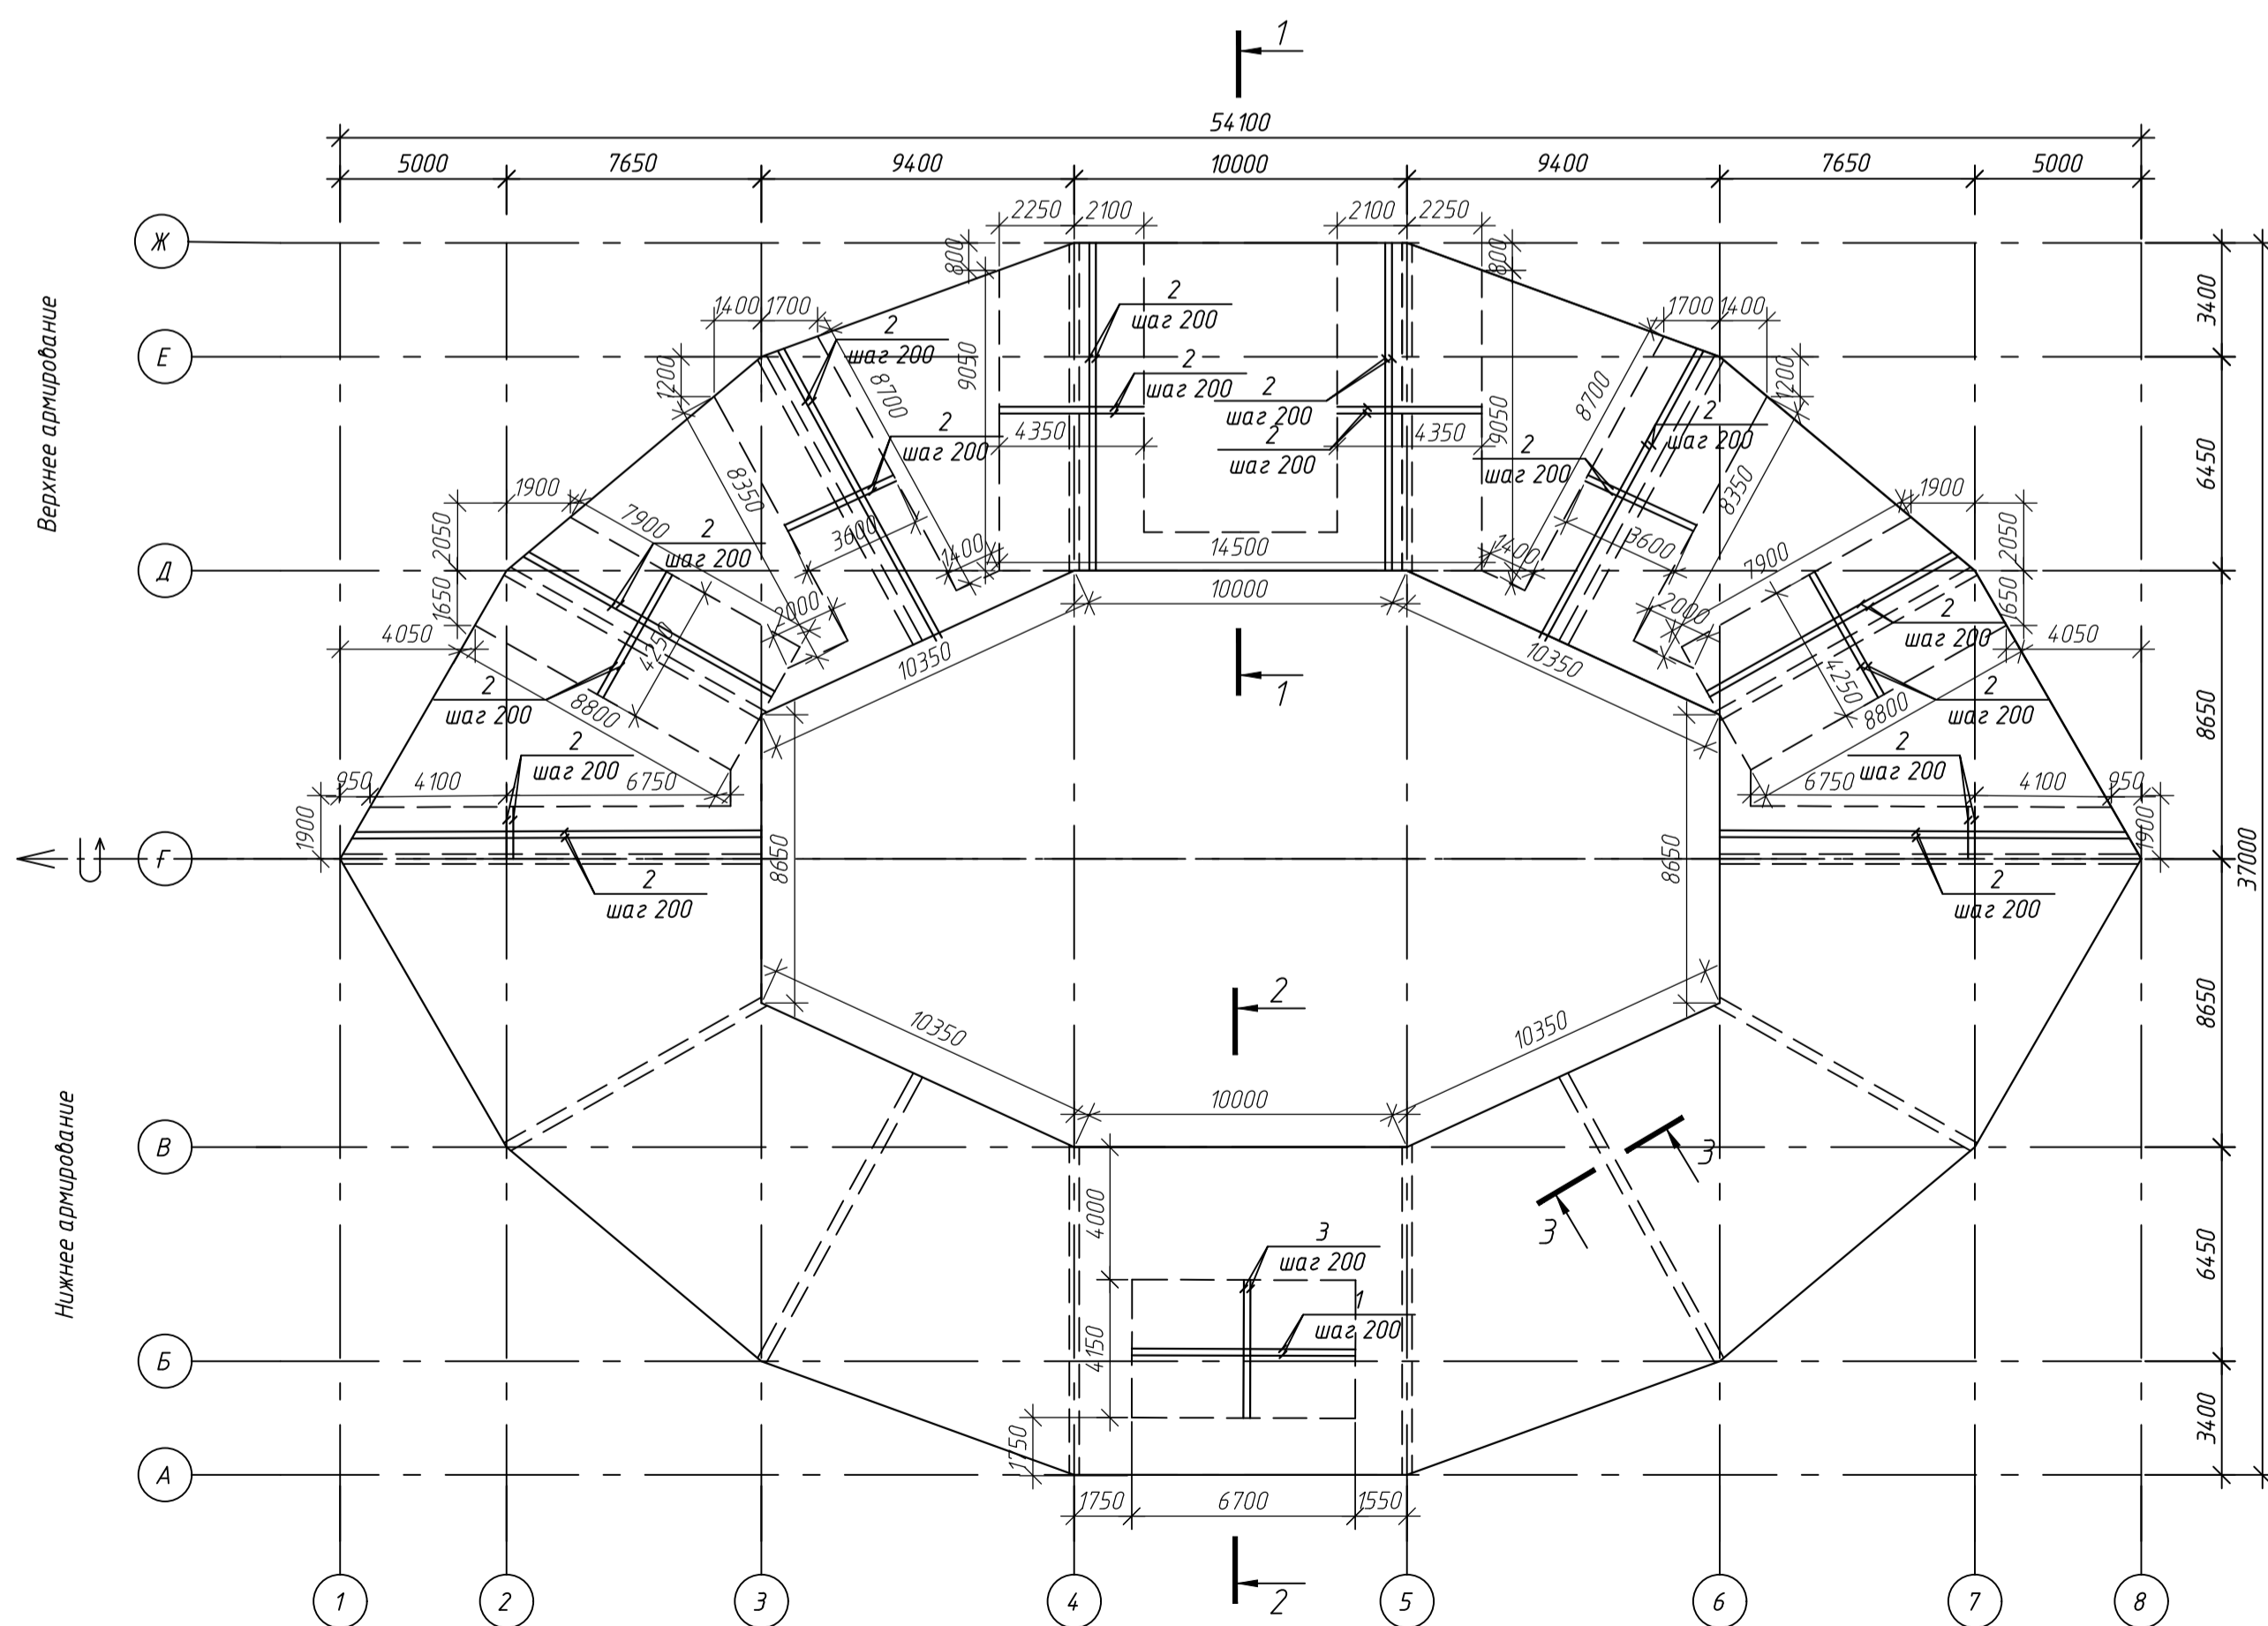 1
54100
5000 7650 9400 10000 9400 7650 5000
2250 2100 2100 2250
Ж
800 800
3400
2
шаг 200
1400 1700 1700 1400
2
шаг 200
Верхнее армирование
Е
1200 9050 8700 8700 9050 1200
2
шаг 200
2
шаг 200
2
шаг 200
2
шаг 200
2
шаг 200
2
шаг 200
2
шаг 200
4350 4350
6450
1900 7900 8350 8350 7900 1900
2050 3600 3600 2050
2
шаг 200
1400 14500 1400
Д
10000
1650 2000 2000 1650
2
шаг 200
4050 4250 10350 10350 4250 4050
2
шаг 200
2
шаг 200
8800 8800
1
8650
2
шаг 200
2
шаг 200
950 4100 6750 6750 4100 950
1900 1900
Г
8650 8650
37000
2
шаг 200
2
шаг 200
2
10350 10350
8650
10000
В
3
3
4000
Нижнее армирование
3
шаг 200
6450
1
шаг 200
4150
Б
1750
3400
А
1750 6700 1550
2
1 2 3 4 5 6 7 8